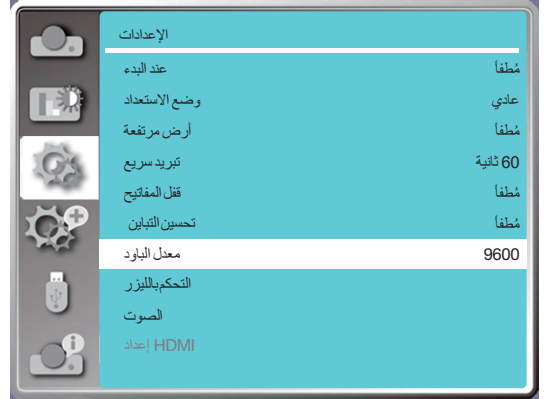 الإعدادات
عند البدء مُطفأ
وضع الاستعداد عادي
أرض مرتفعة مُطفأ
تبريد سريع 60 ثانية
قفل المفاتيح مُطفأ
تحسين التباين مُطفأ
معدل الباود 9600
التحكم بالليزر
الصوت
إعداد HDMI